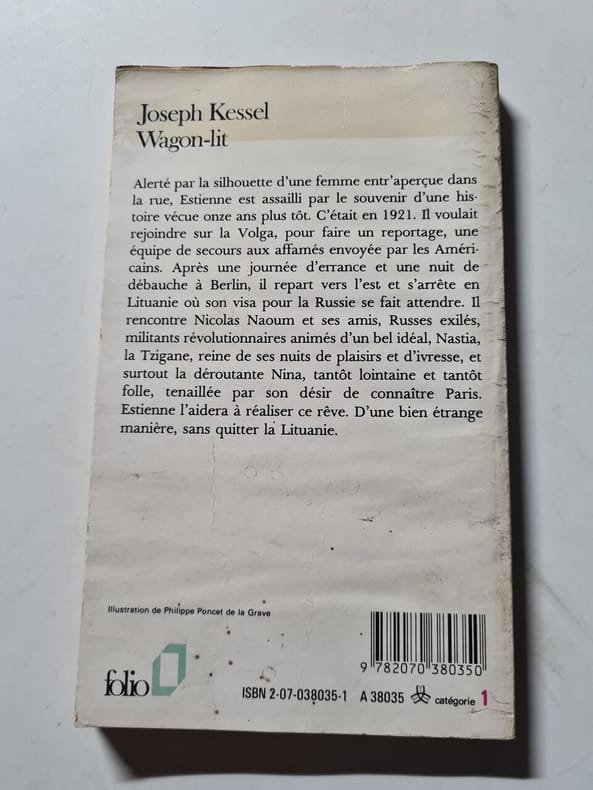 Joseph Kessel
Wagon-lit
Alerté par la silhouette d'une femme entr'aperçue dans
la rue, Estienne est assailli par le souvenir d'une his-
toire vécue onze ans plus tôt. C'était en 1921. Il voulait
rejoindre sur la Volga, pour faire un reportage, une
équipe de secours aux affamés envoyée par les Améri-
cains. Après une journée d'errance et une nuit de
débauche à Berlin, il repart vers l'est et s'arrête en
Lituanie où son visa pour la Russie se fait attendre. Il
rencontre Nicolas Naoum et ses amis, Russes exilés,
militants révolutionnaires animés d'un bel idéal, Nastia,
la Tzigane, reine de ses nuits de plaisirs et d'ivresse, et
surtout la déroutante Nina, tantôt lointaine et tantôt
folle, tenaillée par son désir de connaître Paris.
Estienne l'aidera à réaliser ce rêve. D'une bien étrange
manière, sans quitter la Lituanie.
Illustration de Philippe Poncet de la Grave
9 782070 380350
folio
ISBN 2-07-038035-1 A 38035 catégorie 1